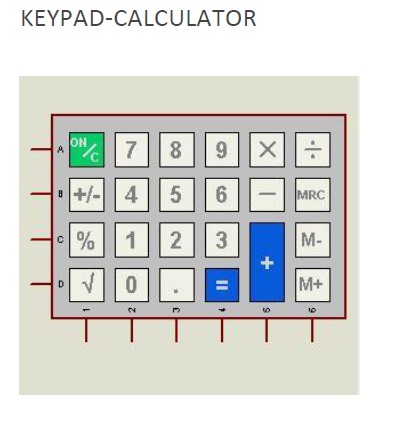 KEYPAD-CALCULATOR
A ON/C 7 8 9 × ÷
B +/- 4 5 6 − MRC
C % 1 2 3 + M-
D √ 0 . = M+
1 2 3 4 5 6